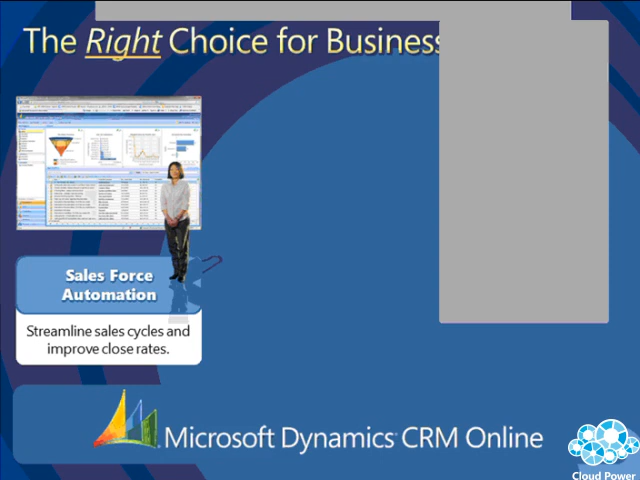 The Right Choice for Business
Sales Force
Automation
Streamline sales cycles and
improve close rates.
Microsoft Dynamics CRM Online
Cloud Power